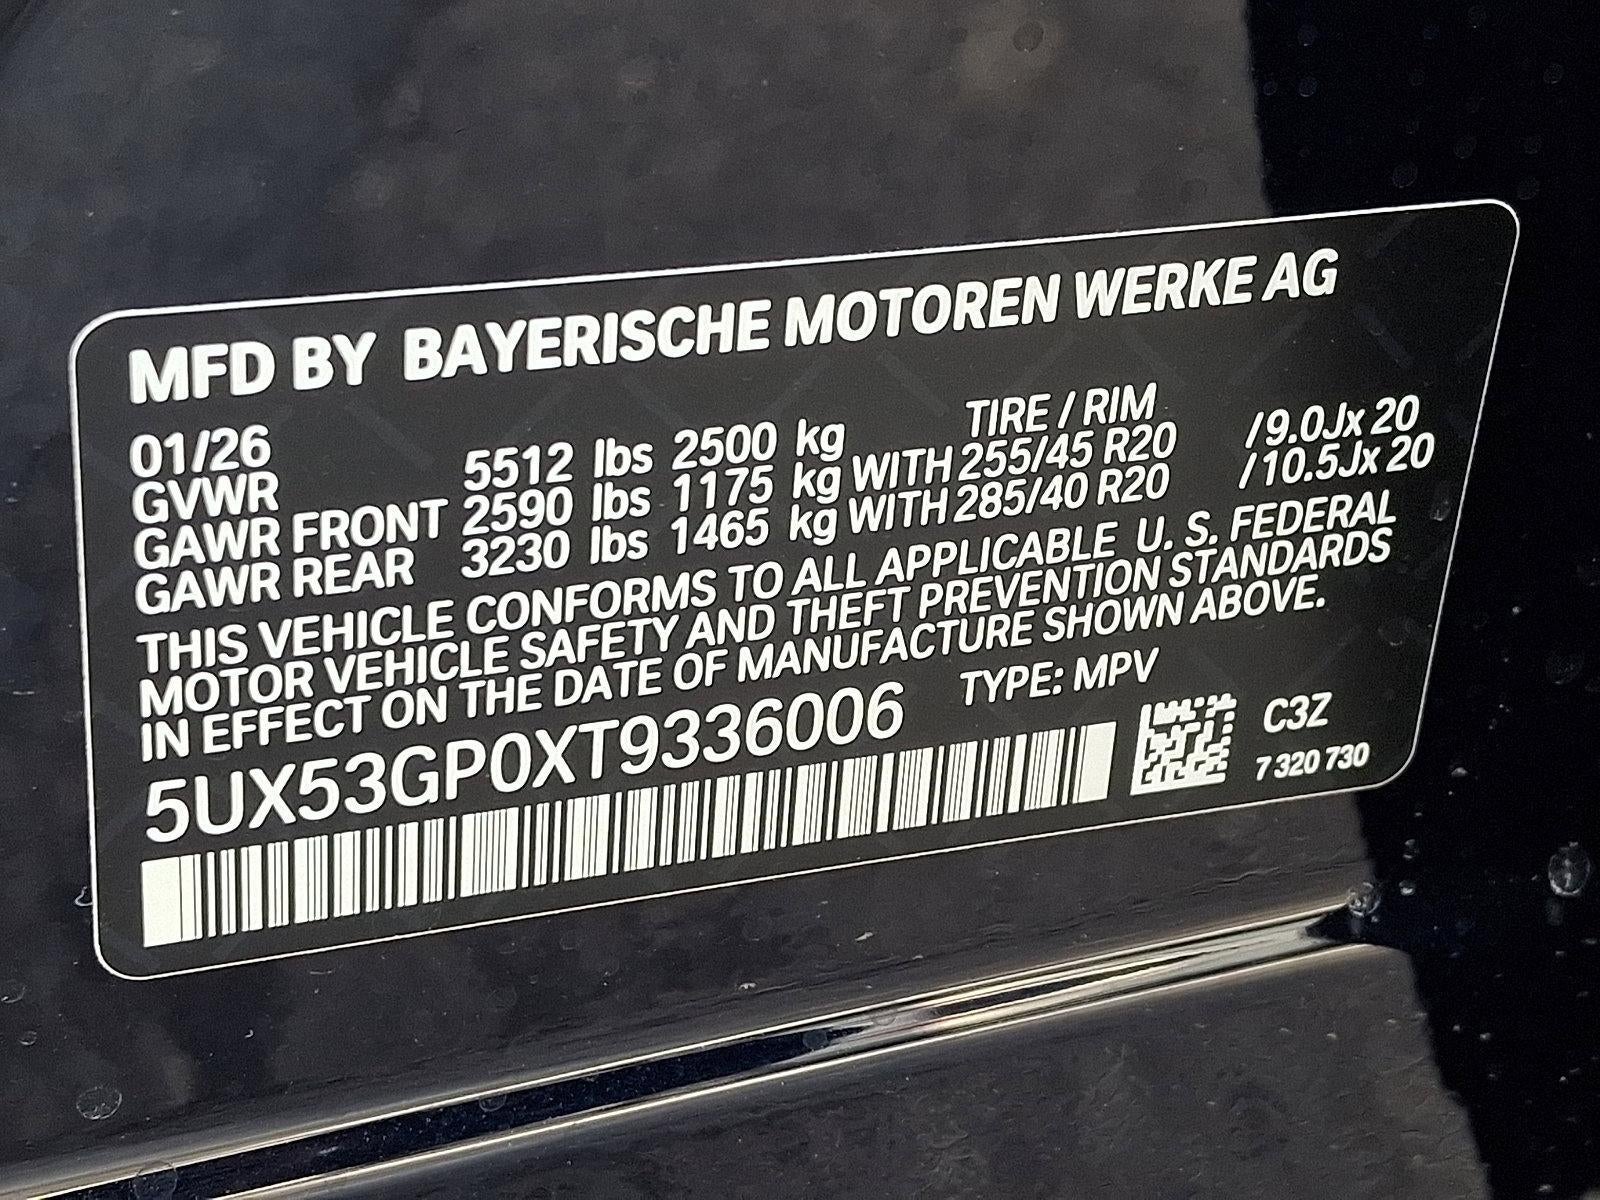 MFD BY BAYERISCHE MOTOREN WERKE AG
01/26 TIRE / RIM
GVWR 5512 lbs 2500 kg
GAWR FRONT 2590 lbs 1175 kg WITH 255/45 R20 /9.0Jx 20
GAWR REAR 3230 lbs 1465 kg WITH 285/40 R20 /10.5Jx 20
THIS VEHICLE CONFORMS TO ALL APPLICABLE U. S. FEDERAL
MOTOR VEHICLE SAFETY AND THEFT PREVENTION STANDARDS
IN EFFECT ON THE DATE OF MANUFACTURE SHOWN ABOVE.
5UX53GP0XT9336006 TYPE: MPV
C3Z
7 320 730